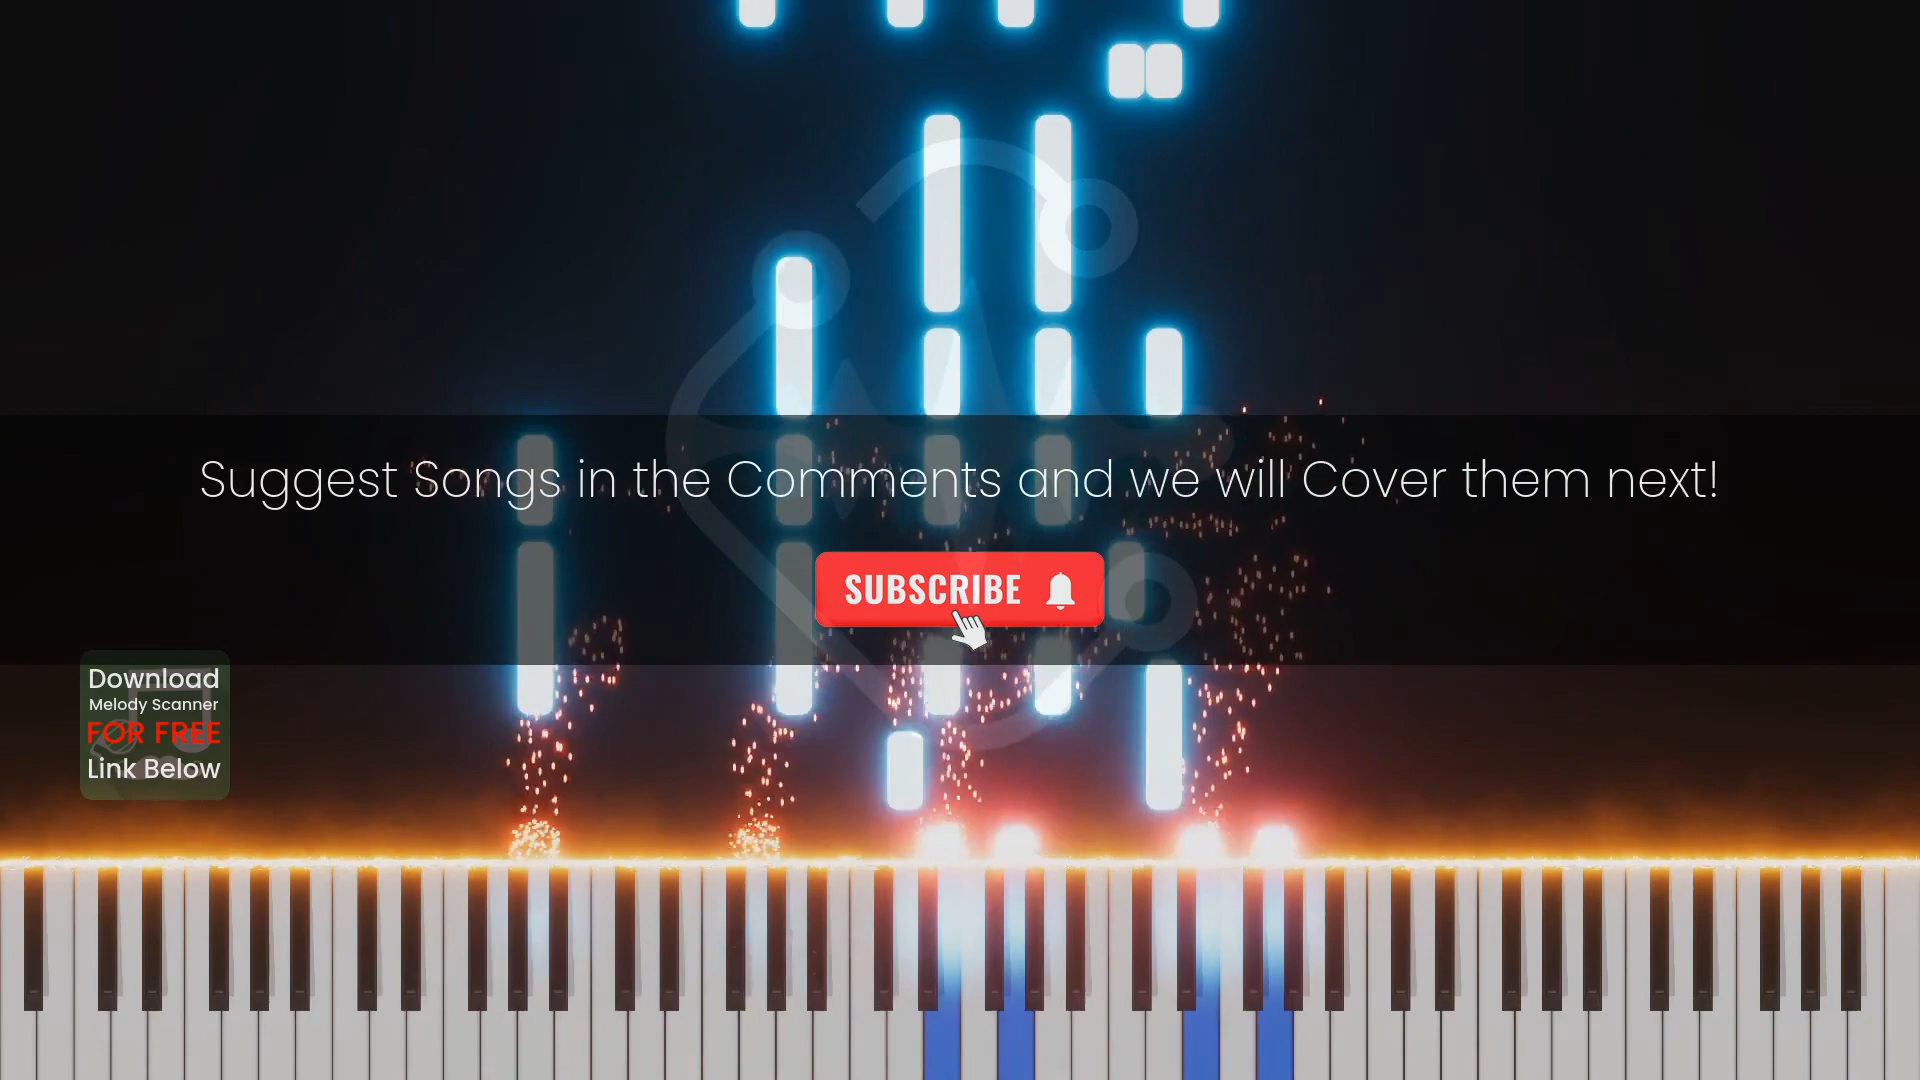 Suggest Songs in the Comments and we will Cover them next!
SUBSCRIBE
Download
Melody Scanner
FOR FREE
Link Below